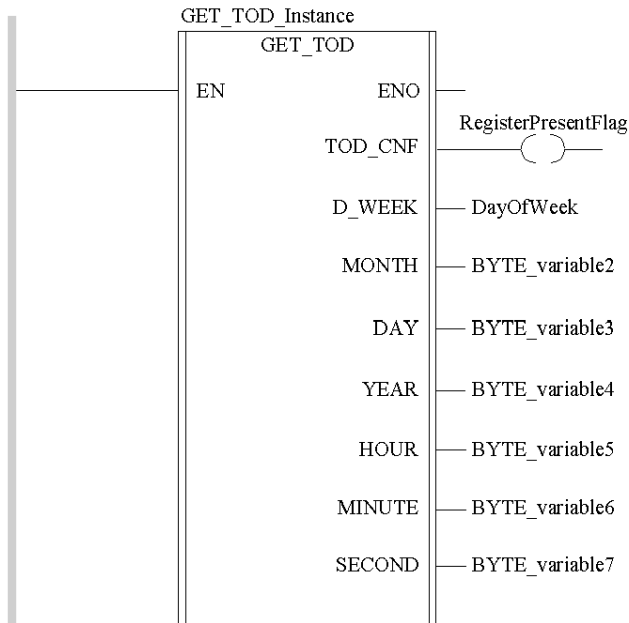 GET_TOD_Instance
GET_TOD
EN ENO
RegisterPresentFlag
TOD_CNF
D_WEEK DayOfWeek
MONTH BYTE_variable2
DAY BYTE_variable3
YEAR BYTE_variable4
HOUR BYTE_variable5
MINUTE BYTE_variable6
SECOND BYTE_variable7